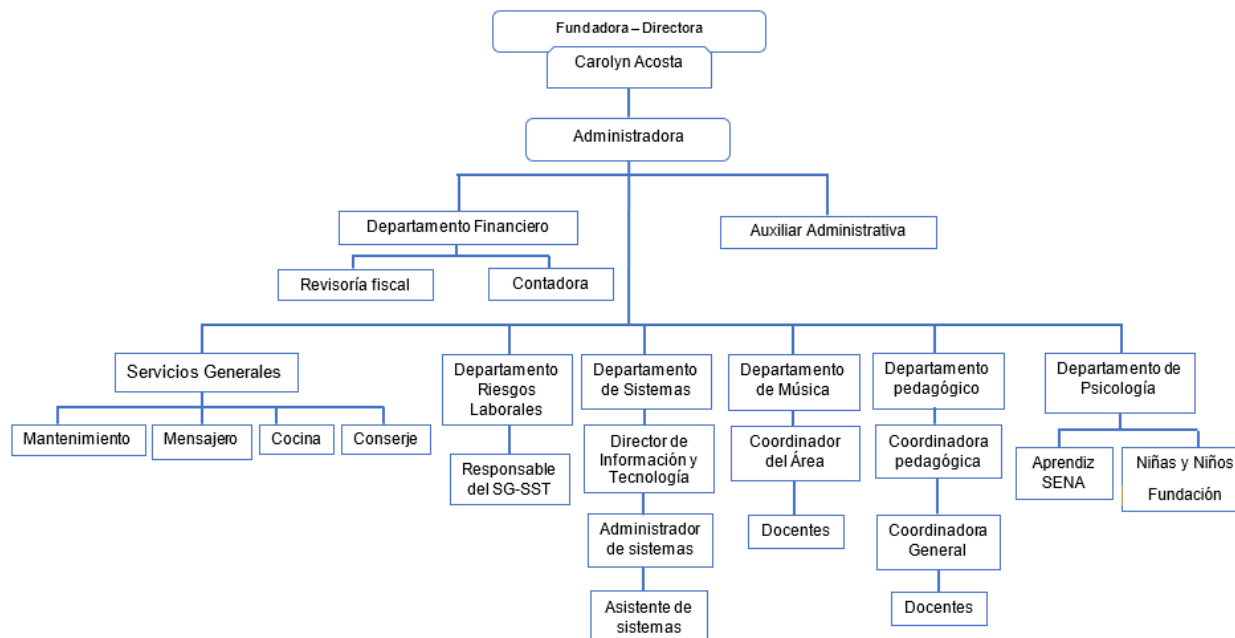 Fundadora – Directora
Carolyn Acosta
Administradora
Departamento Financiero
Auxiliar Administrativa
Revisoría fiscal
Contadora
Servicios Generales
Departamento
Riesgos
Laborales
Departamento
de Sistemas
Departamento
de Música
Departamento
pedagógico
Departamento de
Psicología
Mantenimiento
Mensajero
Cocina
Conserje
Responsable
del SG-SST
Director de
Información y
Tecnología
Coordinador
del Área
Coordinadora
pedagógica
Aprendiz
SENA
Niñas y Niños
Fundación
Administrador
de sistemas
Docentes
Coordinadora
General
Asistente de
sistemas
Docentes